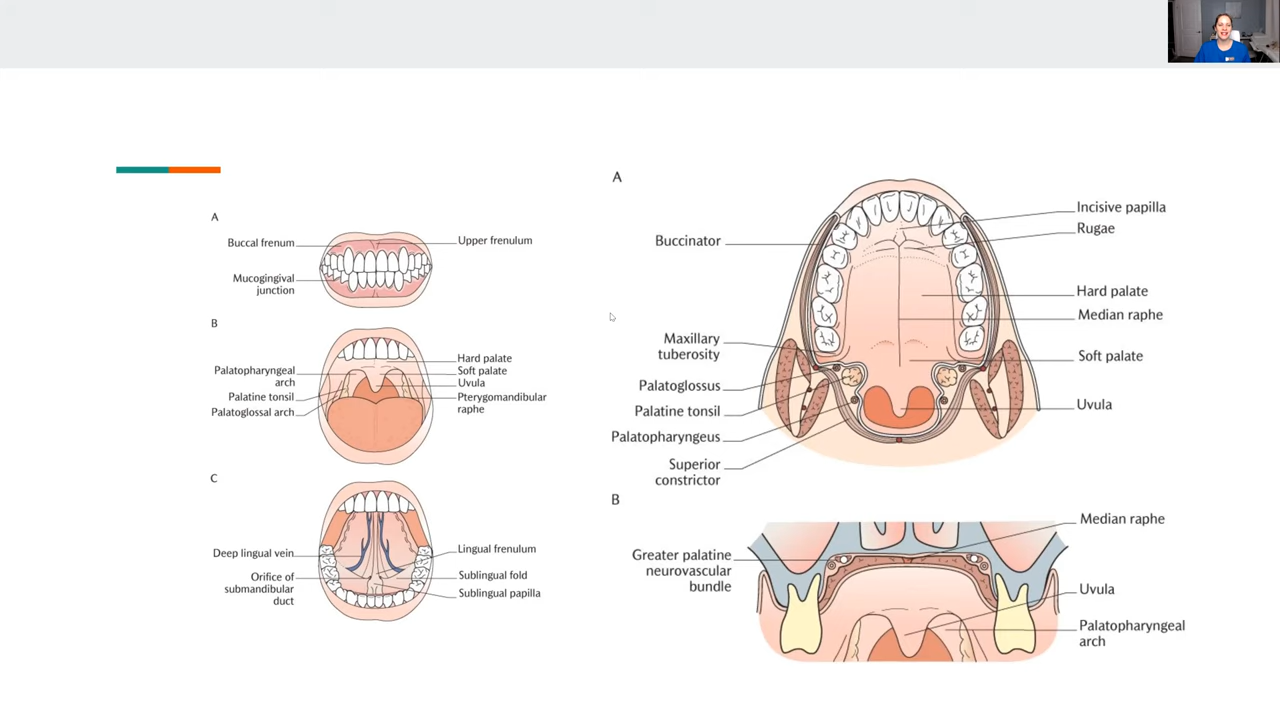 A
Buccal frenum
Upper frenulum
Mucogingival
junction
B
Hard palate
Palatopharyngeal
arch
Soft palate
Uvula
Palatine tonsil
Pterygomandibular
raphe
Palatoglossal arch
C
Deep lingual vein
Lingual frenulum
Orifice of
submandibular
duct
Sublingual fold
Sublingual papilla
A
Incisive papilla
Rugae
Buccinator
Hard palate
Median raphe
Maxillary
tuberosity
Soft palate
Palatoglossus
Palatine tonsil
Uvula
Palatopharyngeus
Superior
constrictor
B
Median raphe
Greater palatine
neurovascular
bundle
Uvula
Palatopharyngeal
arch